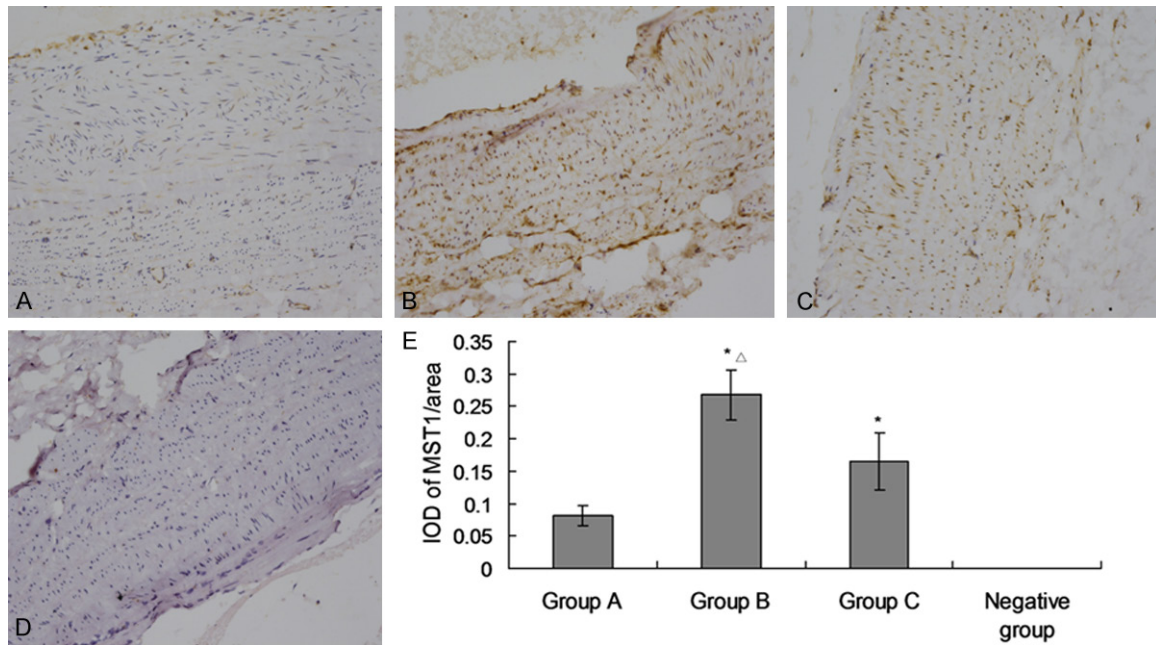 A
B
C
D
E
IOD of MST1/area
0.35
0.3
0.25
0.2
0.15
0.1
0.05
0
* △
*
Group A
Group B
Group C
Negative
group